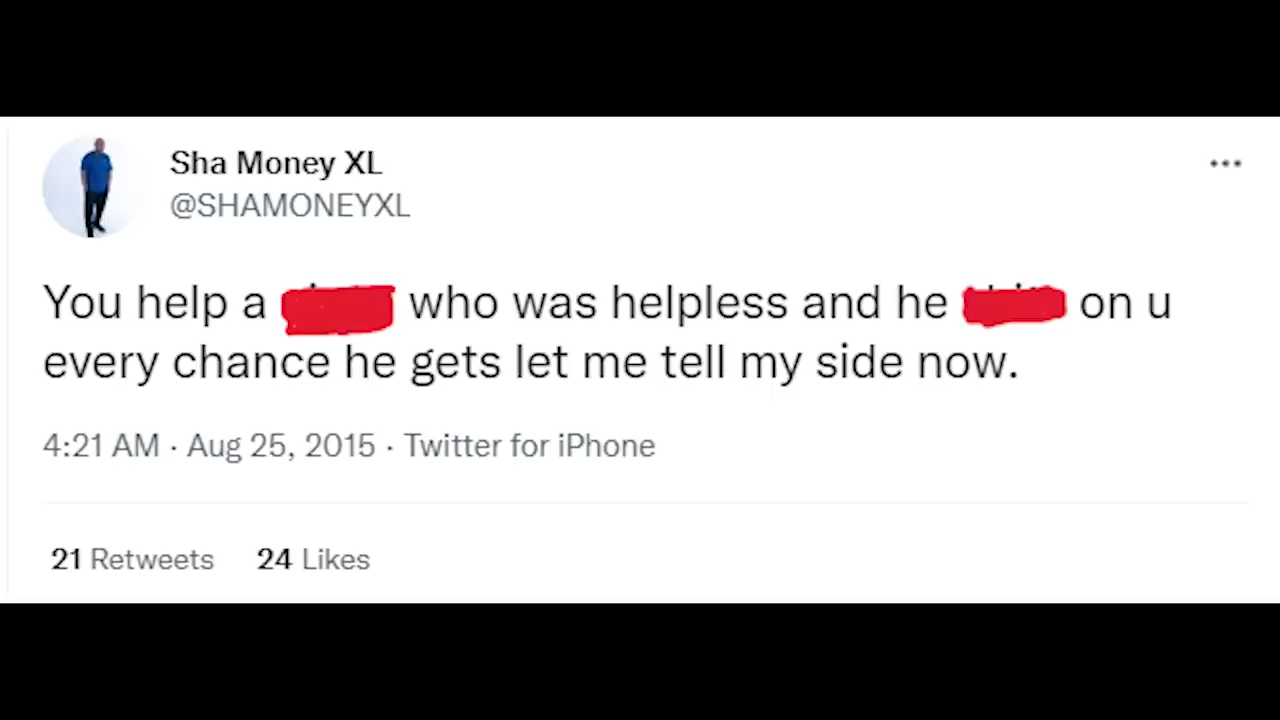 Sha Money XL
@SHAMONEYXL
You help a who was helpless and he on u
every chance he gets let me tell my side now.
4:21 AM · Aug 25, 2015 · Twitter for iPhone
21 Retweets 24 Likes